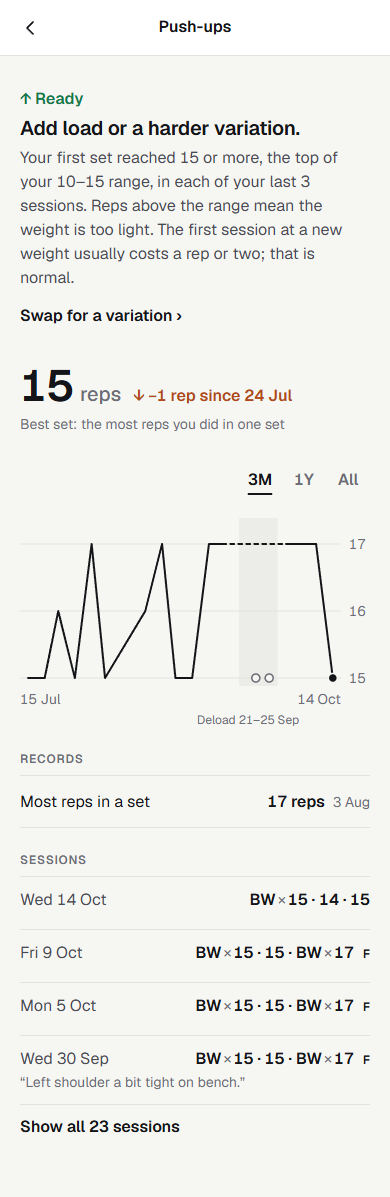 Push-ups
↑ Ready
Add load or a harder variation.
Your first set reached 15 or more, the top of
your 10–15 range, in each of your last 3
sessions. Reps above the range mean the
weight is too light. The first session at a new
weight usually costs a rep or two; that is
normal.
Swap for a variation ›
15 reps ↓ −1 rep since 24 Jul
Best set: the most reps you did in one set
3M 1Y All
17
16
15
15 Jul 14 Oct
Deload 21–25 Sep
RECORDS
Most reps in a set 17 reps 3 Aug
SESSIONS
Wed 14 Oct BW×15 · 14 · 15
Fri 9 Oct BW×15 · 15 · BW×17 F
Mon 5 Oct BW×15 · 15 · BW×17 F
Wed 30 Sep BW×15 · 15 · BW×17 F
“Left shoulder a bit tight on bench.”
Show all 23 sessions